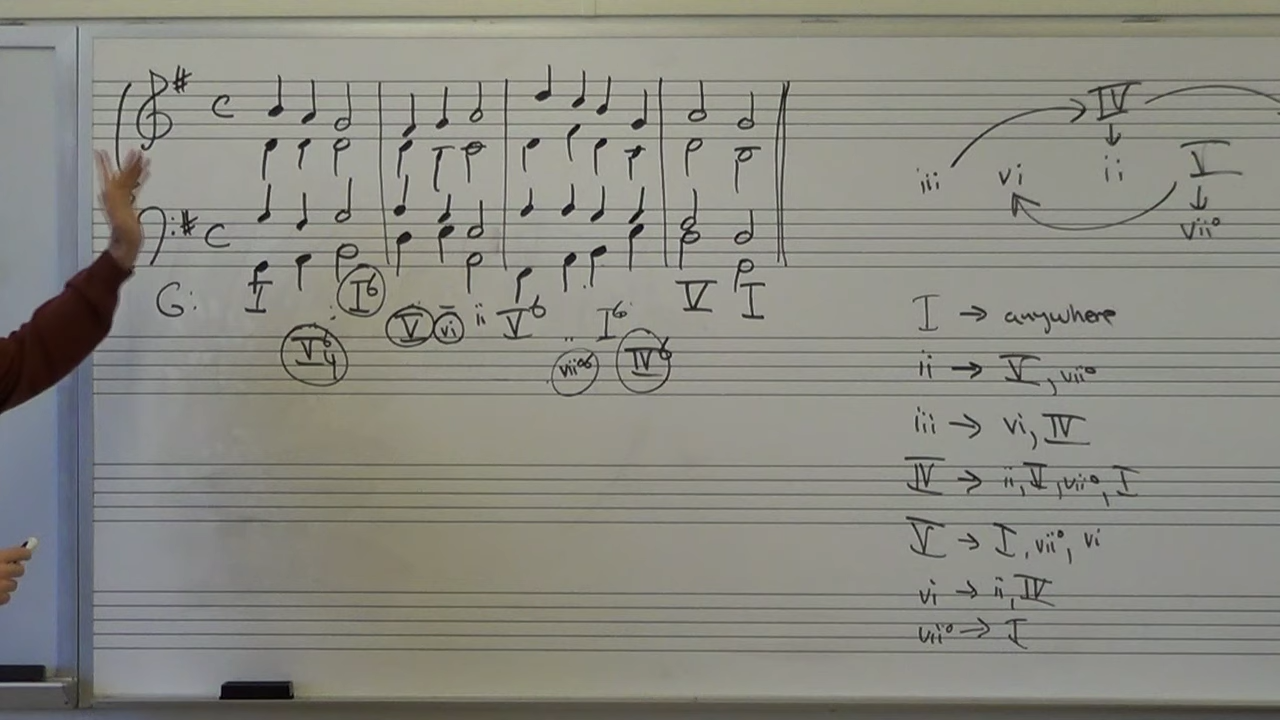 C
C
G: I V6/4 I6 V vi ii V6 vii°6 I6 IV6 V I
IV
iii vi ii V
vii°
I → anywhere
ii → V, vii°
iii → vi, IV
IV → ii, V, vii°, I
V → I, vii°, vi
vi → ii, IV
vii° → I